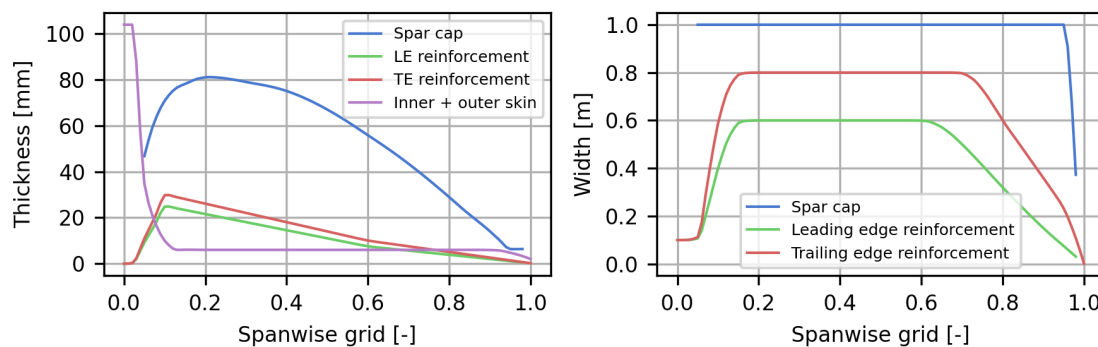 Thickness [mm]
100
80
60
40
20
0
Spar cap
LE reinforcement
TE reinforcement
Inner + outer skin
0.0 0.2 0.4 0.6 0.8 1.0
Spanwise grid [-]
Width [m]
1.0
0.8
0.6
0.4
0.2
0.0
Spar cap
Leading edge reinforcement
Trailing edge reinforcement
0.0 0.2 0.4 0.6 0.8 1.0
Spanwise grid [-]